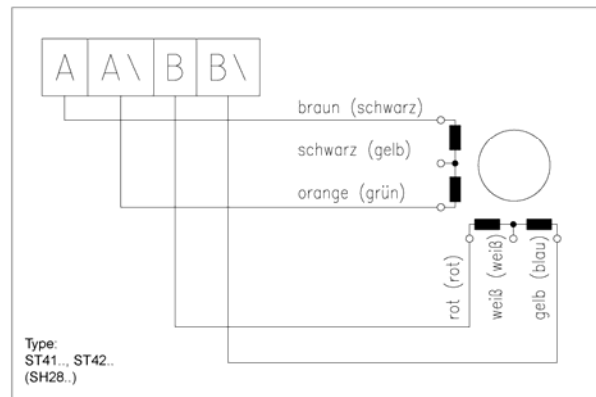 A A\ B B\
braun (schwarz)
schwarz (gelb)
orange (grün)
rot (rot)
weiß (weiß)
gelb (blau)
Type:
ST41.., ST42..
(SH28..)